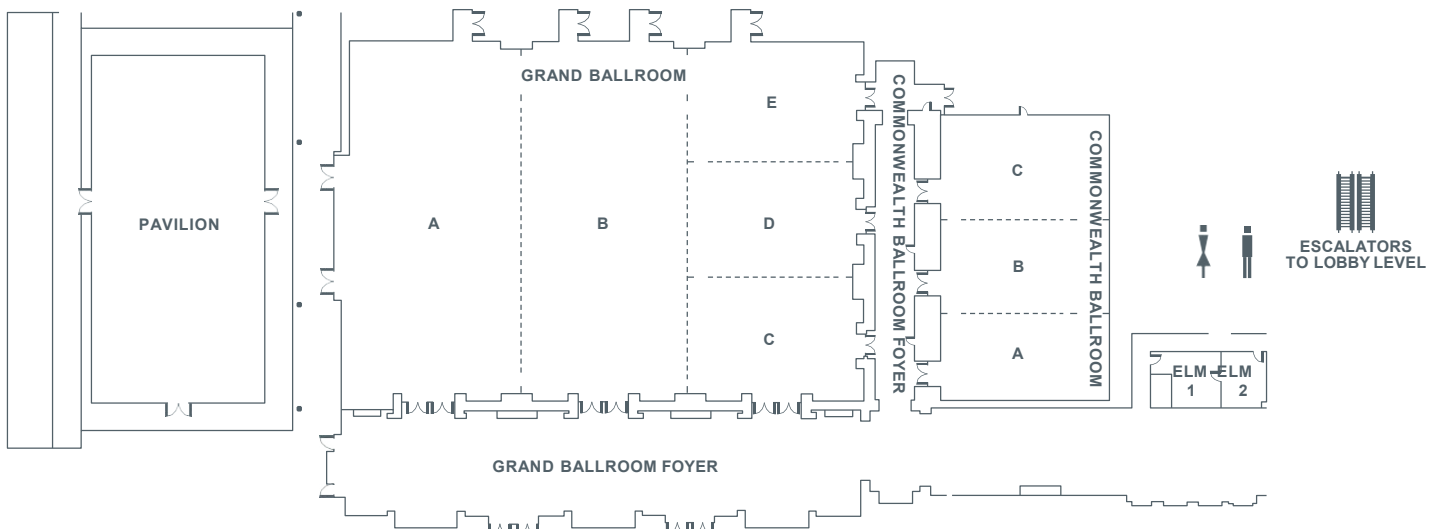 GRAND BALLROOM
E
COMMONWEALTH BALLROOM FOYER
COMMONWEALTH BALLROOM
C
PAVILION
A
B
D
ESCALATORS
TO LOBBY LEVEL
B
C
A
ELM
1
ELM
2
GRAND BALLROOM FOYER